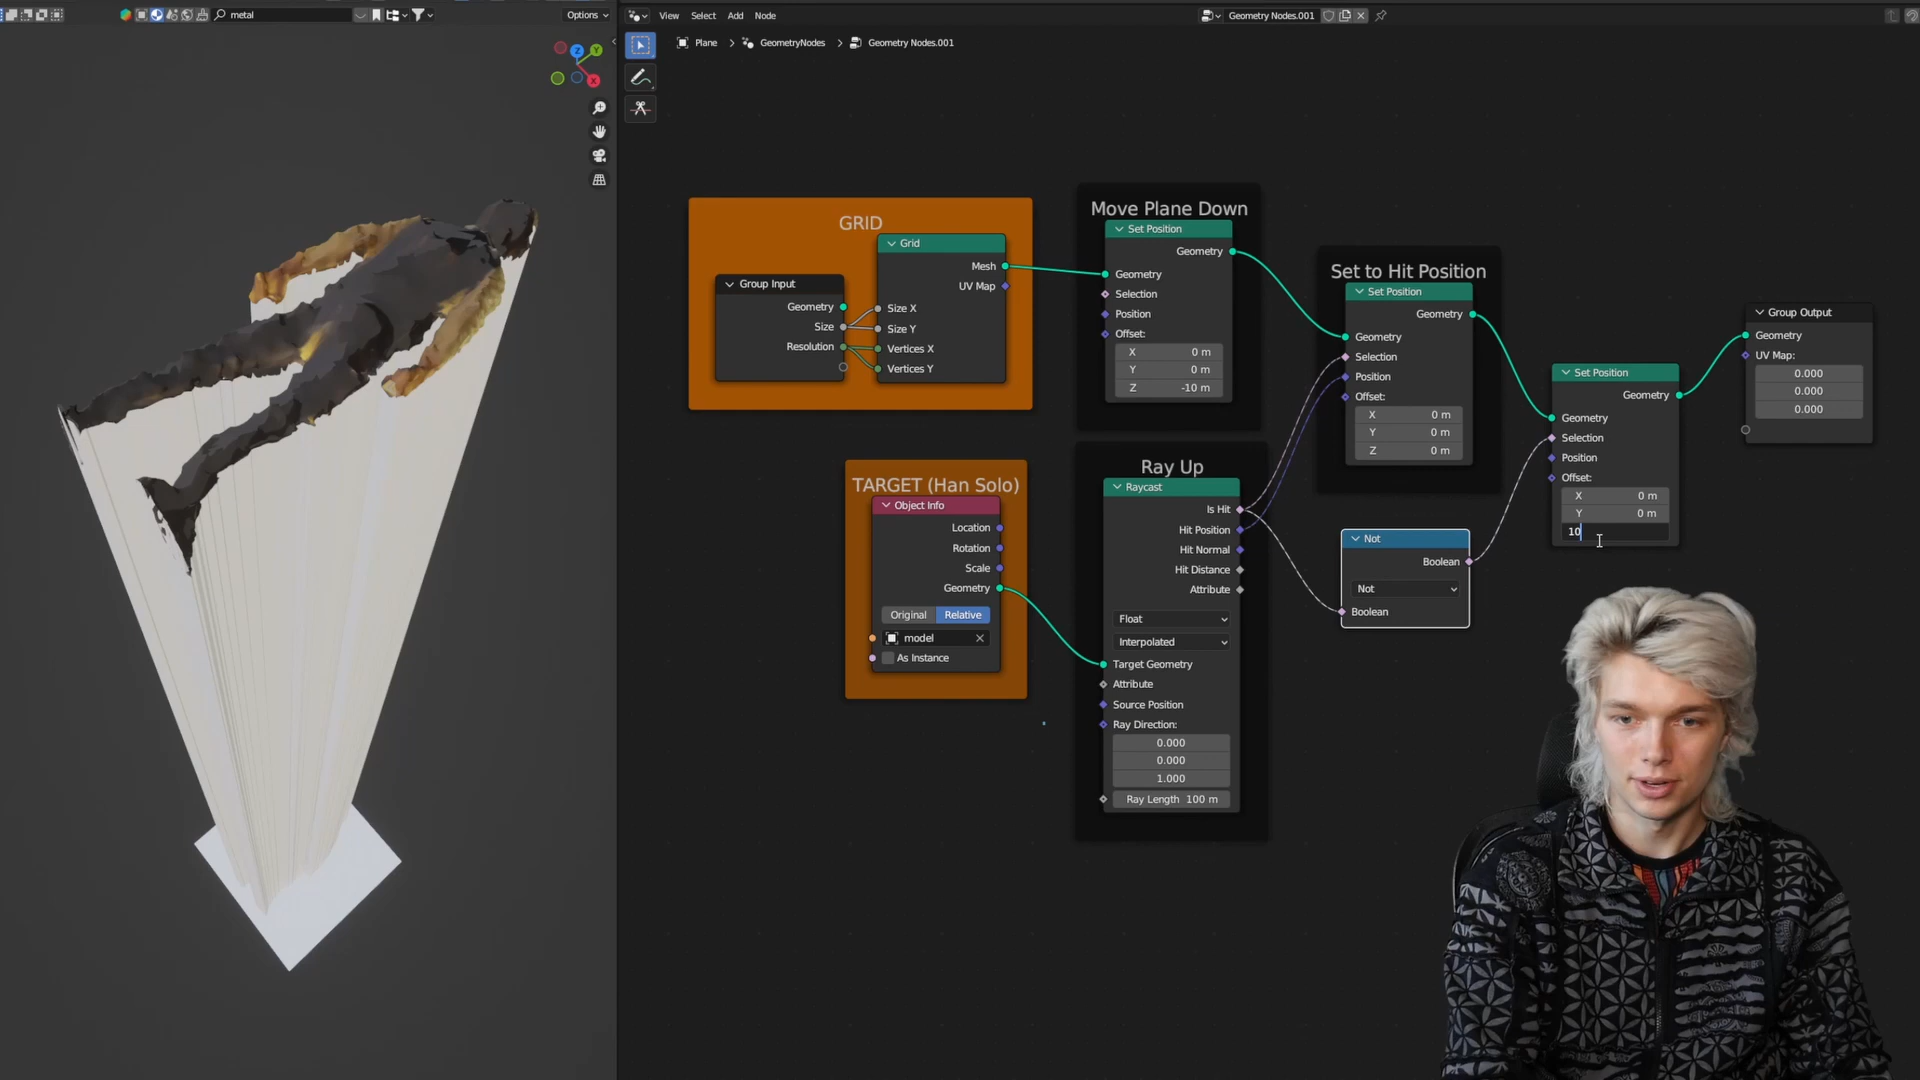 metal
Options
View Select Add Node
Geometry Nodes.001
Plane > GeometryNodes > Geometry Nodes.001
Z
Y
X
GRID
Group Input
Geometry
Size
Resolution
Grid
Mesh
UV Map
Size X
Size Y
Vertices X
Vertices Y
Move Plane Down
Set Position
Geometry
Geometry
Selection
Position
Offset:
X 0 m
Y 0 m
Z -10 m
Set to Hit Position
Set Position
Geometry
Geometry
Selection
Position
Offset:
X 0 m
Y 0 m
Z 0 m
Set Position
Geometry
Geometry
Selection
Position
Offset:
X 0 m
Y 0 m
10
Group Output
Geometry
UV Map:
0.000
0.000
0.000
TARGET (Han Solo)
Object Info
Location
Rotation
Scale
Geometry
Original Relative
model
As Instance
Ray Up
Raycast
Is Hit
Hit Position
Hit Normal
Hit Distance
Attribute
Float
Interpolated
Target Geometry
Attribute
Source Position
Ray Direction:
0.000
0.000
1.000
Ray Length 100 m
Not
Boolean
Not
Boolean